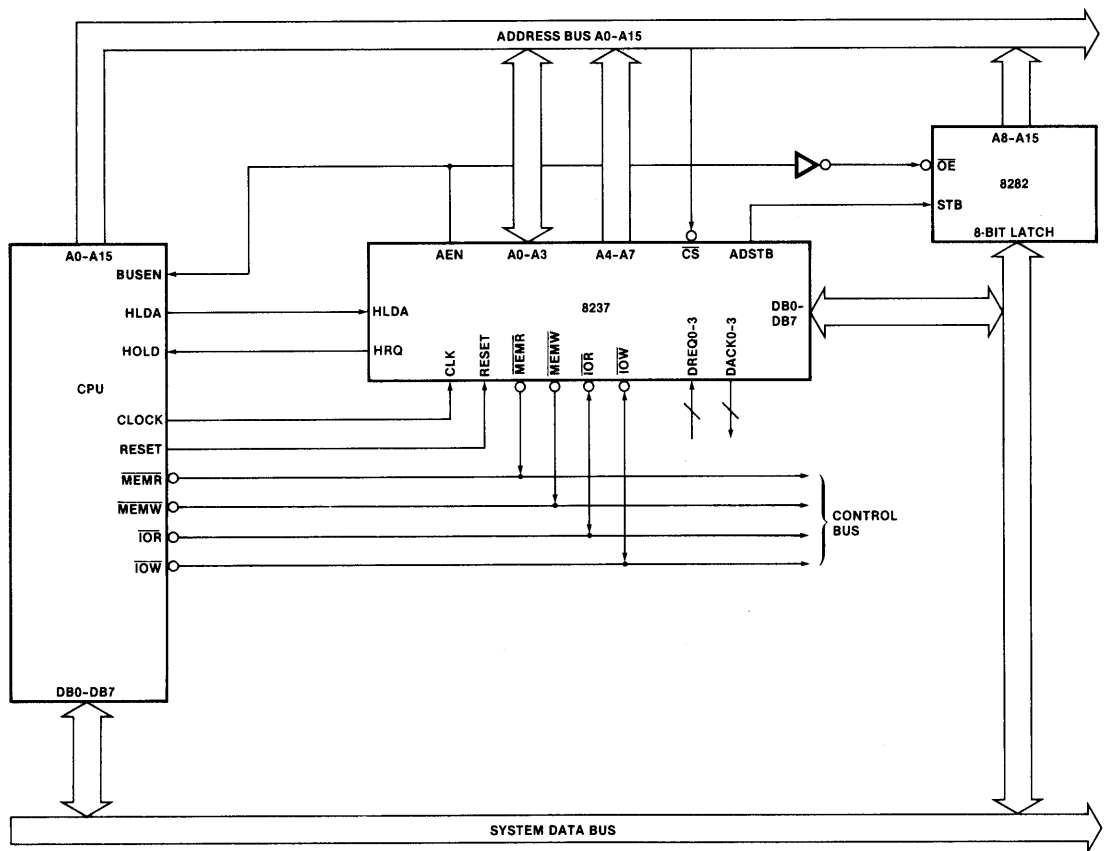 ADDRESS BUS A0-A15
A8-A15
OE
8282
STB
8-BIT LATCH
A0-A15
BUSEN
HLDA
HOLD
CPU
CLOCK
RESET
MEMR
MEMW
IOR
IOW
DB0-DB7
AEN
A0-A3
A4-A7
CS
ADSTB
HLDA
8237
DB0-
DB7
HRQ
CLK
RESET
MEMR
MEMW
IOR
IOW
DREQ0-3
DACK0-3
CONTROL
BUS
SYSTEM DATA BUS